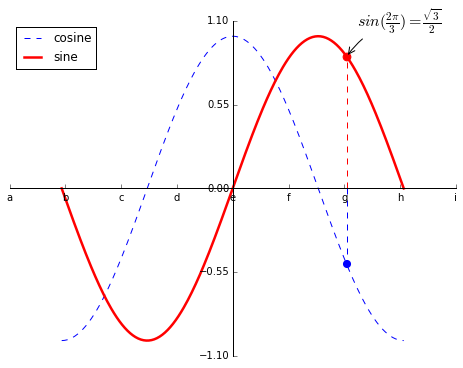 cosine
sine
sin(2π/3)=√3/2
1.10
0.55
0.00
a b c d e f g h i
−0.55
−1.10